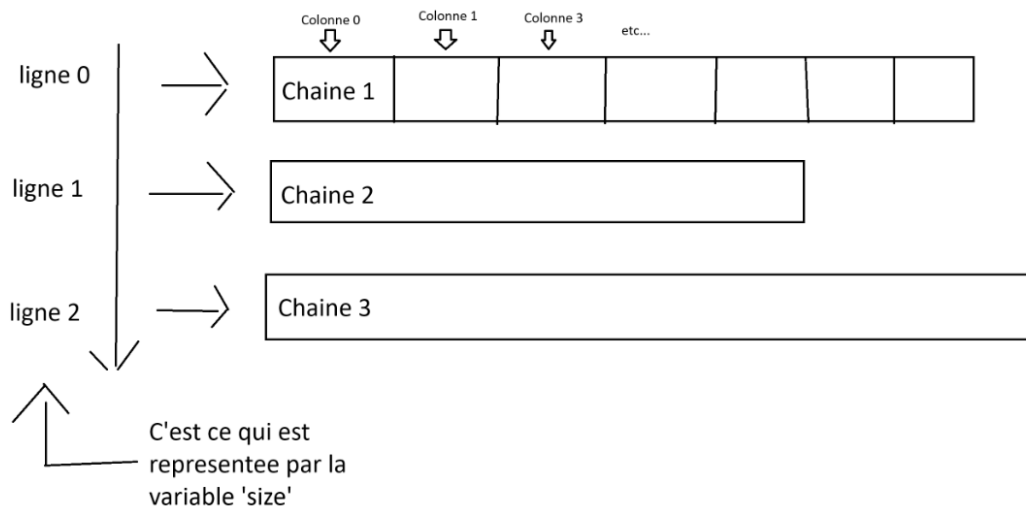 Colonne 0
Colonne 1
Colonne 3
etc...
ligne 0
Chaine 1
ligne 1
Chaine 2
ligne 2
Chaine 3
C'est ce qui est
representee par la
variable 'size'